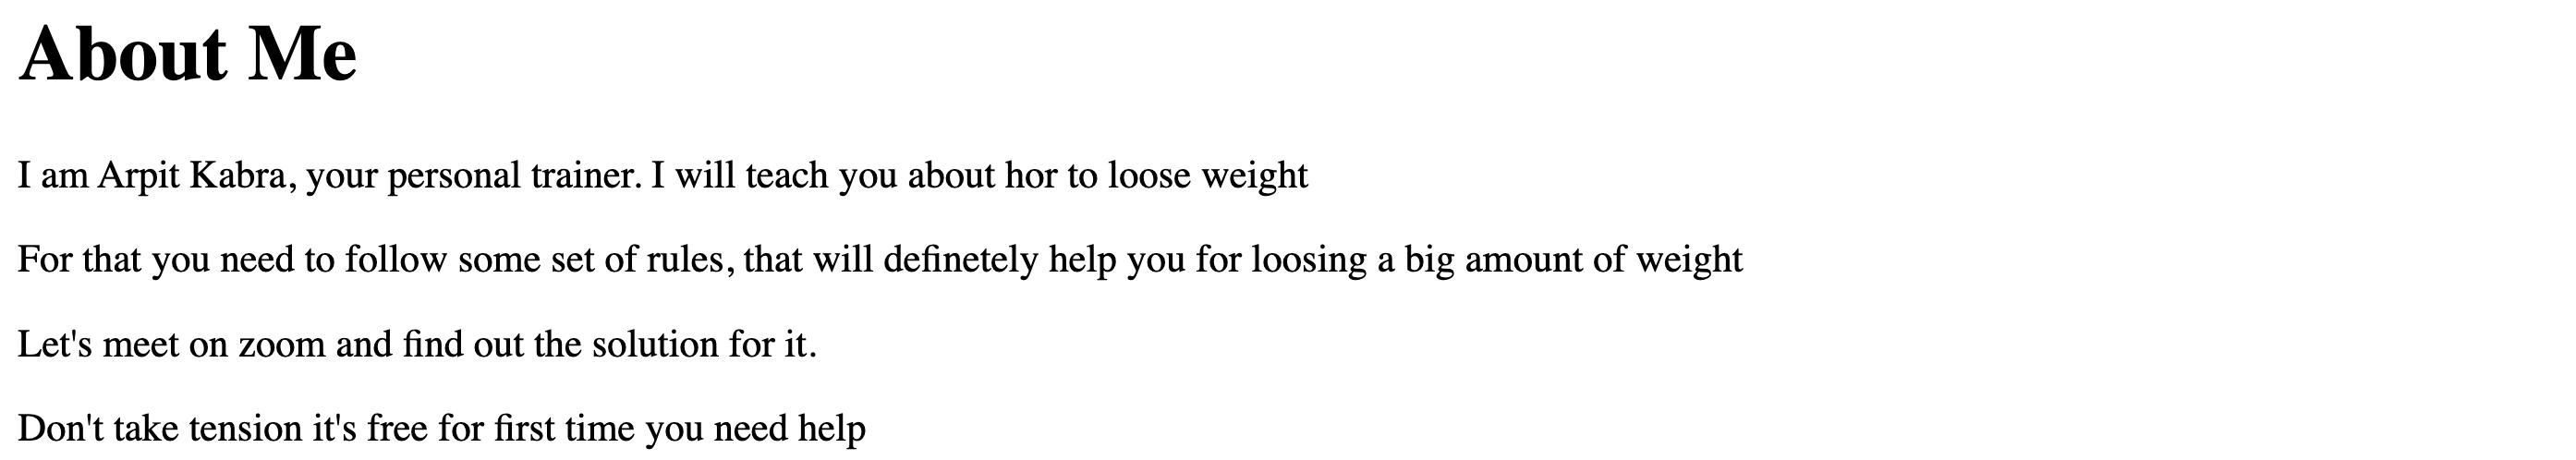 About Me
I am Arpit Kabra, your personal trainer. I will teach you about hor to loose weight
For that you need to follow some set of rules, that will definetely help you for loosing a big amount of weight
Let's meet on zoom and find out the solution for it.
Don't take tension it's free for first time you need help